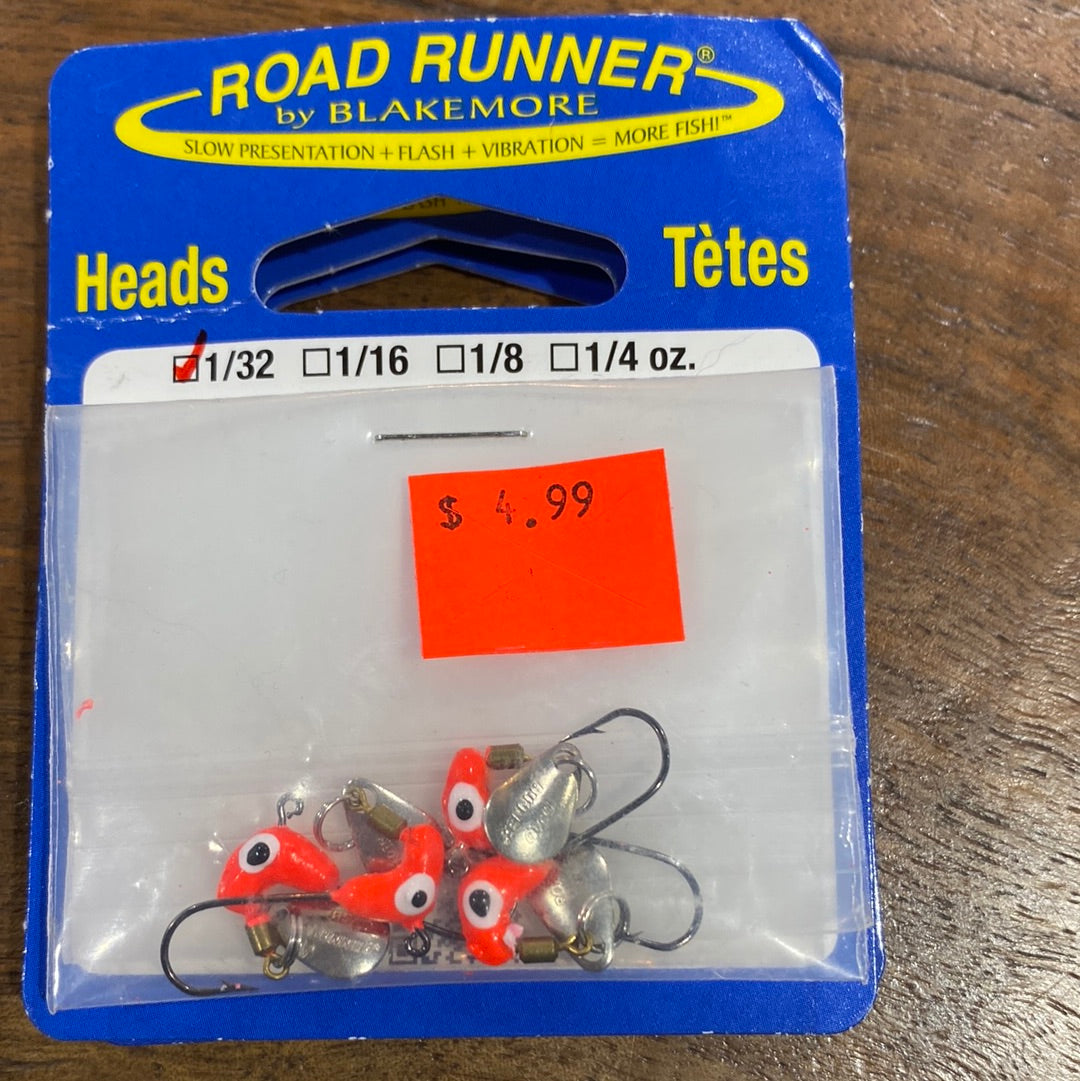 ROAD RUNNER®
by BLAKEMORE
SLOW PRESENTATION + FLASH + VIBRATION = MORE FISH!™
Heads
Têtes
1/32 1/16 1/8 1/4 oz.
$ 4.99